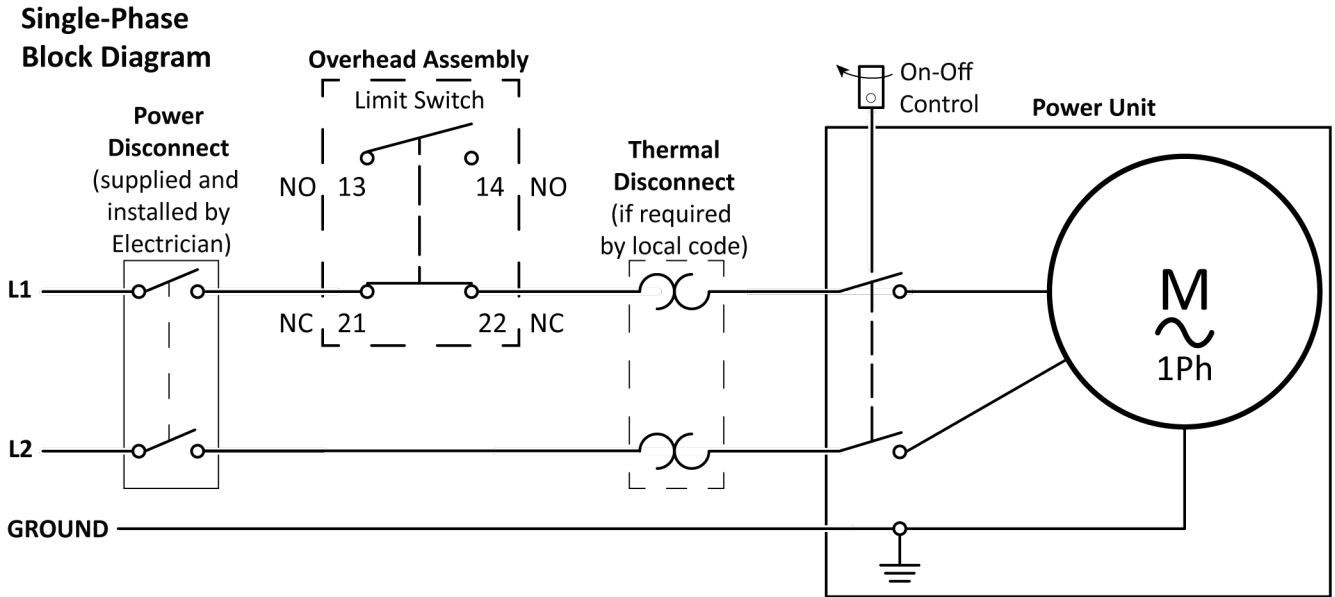 Single-Phase
Block Diagram
Overhead Assembly
Limit Switch
Power
Disconnect
(supplied and
installed by
Electrician)
NO 13 14 NO
NC 21 22 NC
Thermal
Disconnect
(if required
by local code)
On-Off
Control
Power Unit
M
1Ph
L1
L2
GROUND